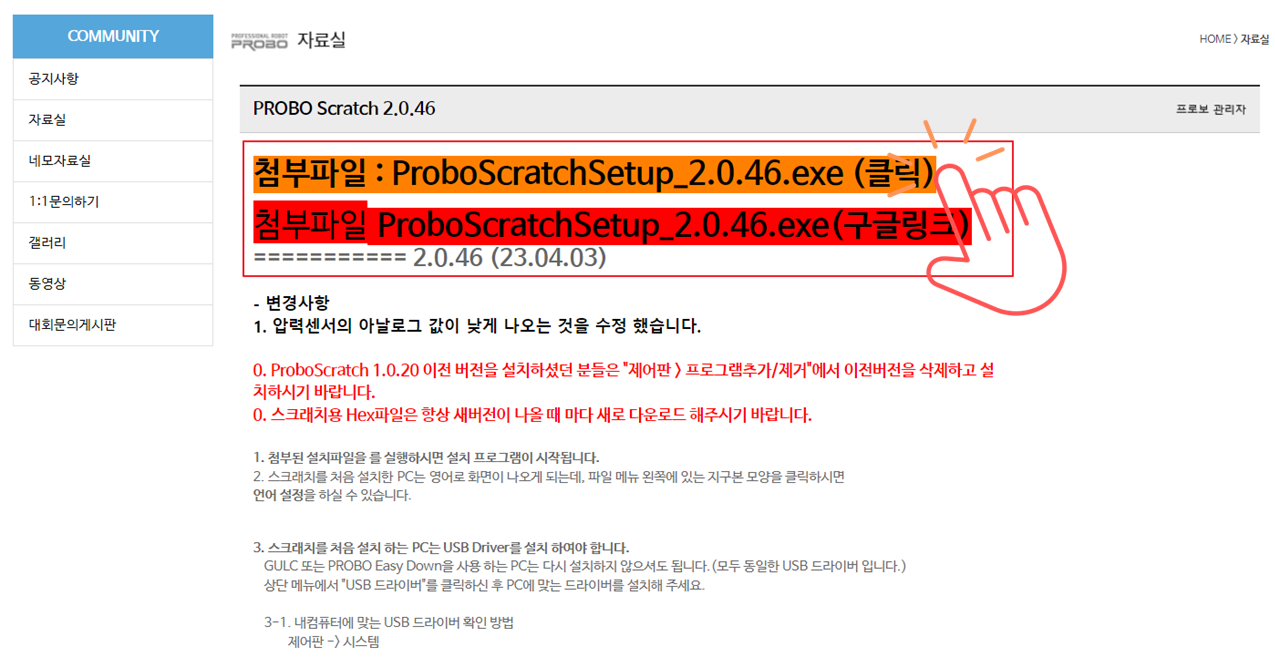 COMMUNITY
공지사항
자료실
네모자료실
1:1문의하기
갤러리
동영상
대회문의게시판
PROFESSIONAL ROBOT
PROBO 자료실
HOME > 자료실
PROBO Scratch 2.0.46
프로보 관리자
첨부파일 : ProboScratchSetup_2.0.46.exe (클릭)
첨부파일 ProboScratchSetup_2.0.46.exe(구글링크)
=========== 2.0.46 (23.04.03)
- 변경사항
1. 압력센서의 아날로그 값이 낮게 나오는 것을 수정 했습니다.
0. ProboScratch 1.0.20 이전 버전을 설치하셨던 분들은 "제어판 > 프로그램추가/제거"에서 이전버전을 삭제하고 설
치하시기 바랍니다.
0. 스크래치용 Hex파일은 항상 새버전이 나올 때 마다 새로 다운로드 해주시기 바랍니다.
1. 첨부된 설치파일을 를 실행하시면 설치 프로그램이 시작됩니다.
2. 스크래치를 처음 설치한 PC는 영어로 화면이 나오게 되는데, 파일 메뉴 왼쪽에 있는 지구본 모양을 클릭하시면
언어 설정을 하실 수 있습니다.
3. 스크래치를 처음 설치 하는 PC는 USB Driver를 설치 하여야 합니다.
GULC 또는 PROBO Easy Down을 사용 하는 PC는 다시 설치하지 않으셔도 됩니다.(모두 동일한 USB 드라이버 입니다.)
상단 메뉴에서 "USB 드라이버"를 클릭하신 후 PC에 맞는 드라이버를 설치해 주세요.
3-1. 내컴퓨터에 맞는 USB 드라이버 확인 방법
제어판 -> 시스템